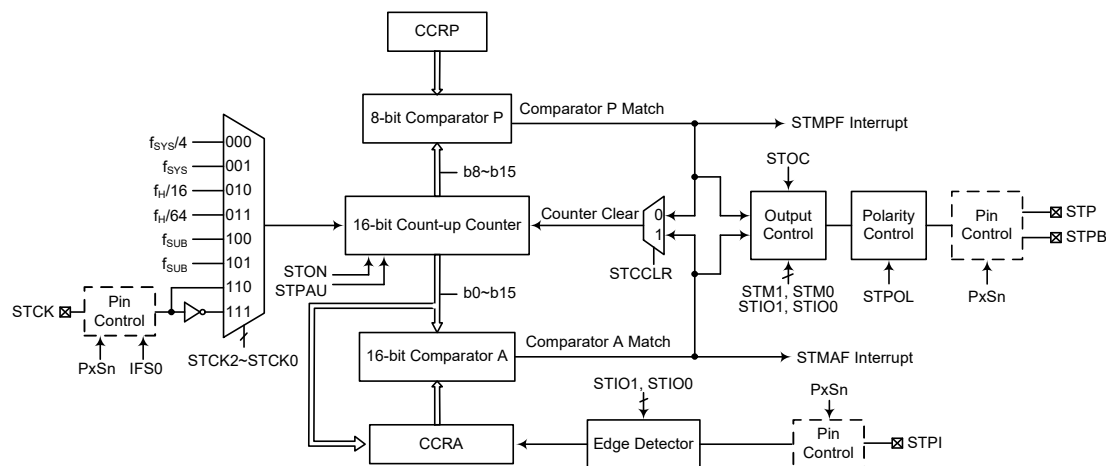 CCRP
8-bit Comparator P
Comparator P Match
STMPF Interrupt
b8~b15
fSYS/4
fSYS
fH/16
fH/64
fSUB
fSUB
000
001
010
011
100
101
110
111
STCK
Pin
Control
PxSn
IFS0
STCK2~STCK0
16-bit Count-up Counter
STON
STPAU
Counter Clear
0
1
STCCLR
STOC
Output
Control
STM1, STM0
STIO1, STIO0
Polarity
Control
STPOL
Pin
Control
PxSn
STP
STPB
b0~b15
16-bit Comparator A
Comparator A Match
STMAF Interrupt
CCRA
STIO1, STIO0
Edge Detector
PxSn
Pin
Control
STPI